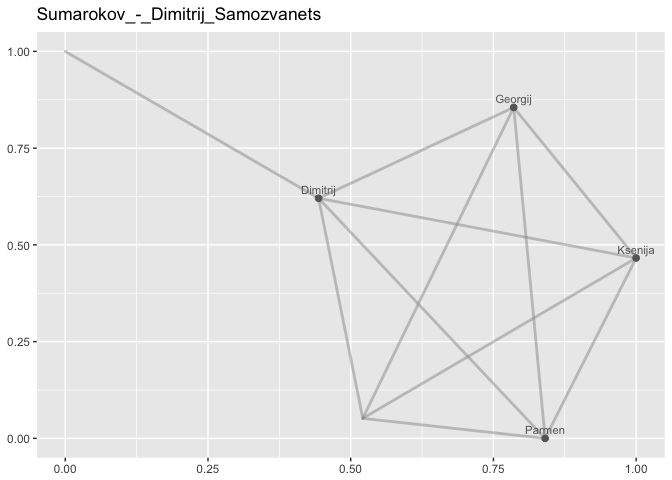 Sumarokov_-_Dimitrij_Samozvanets
1.00
Georgij
0.75
Dimitrij
0.50
Ksenija
0.25
Parmen
0.00
0.00 0.25 0.50 0.75 1.00